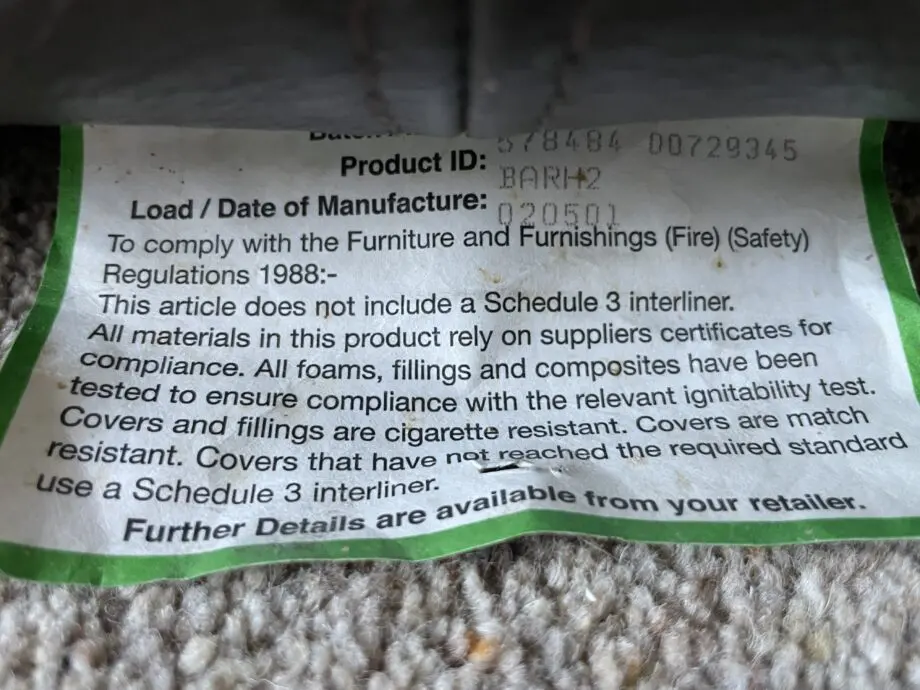 578484 00729345
Product ID: BARH2
Load / Date of Manufacture: 020501
To comply with the Furniture and Furnishings (Fire) (Safety)
Regulations 1988:-
This article does not include a Schedule 3 interliner.
All materials in this product rely on suppliers certificates for
compliance. All foams, fillings and composites have been
tested to ensure compliance with the relevant ignitability test.
Covers and fillings are cigarette resistant. Covers are match
resistant. Covers that have not reached the required standard
use a Schedule 3 interliner.
Further Details are available from your retailer.